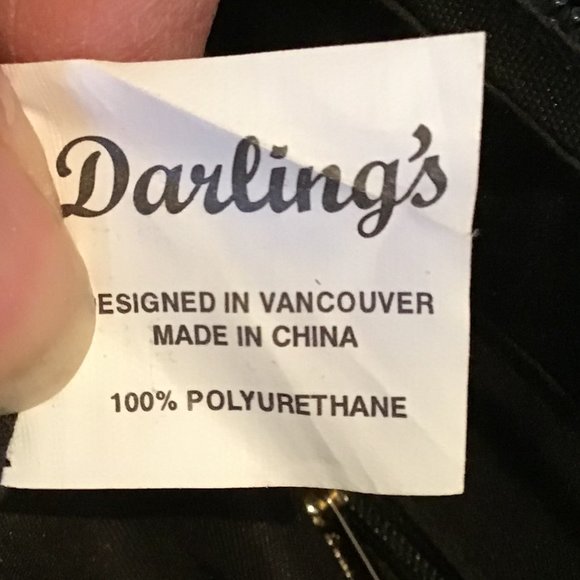 Darling's
ESIGNED IN VANCOUVER
MADE IN CHINA
100% POLYURETHANE